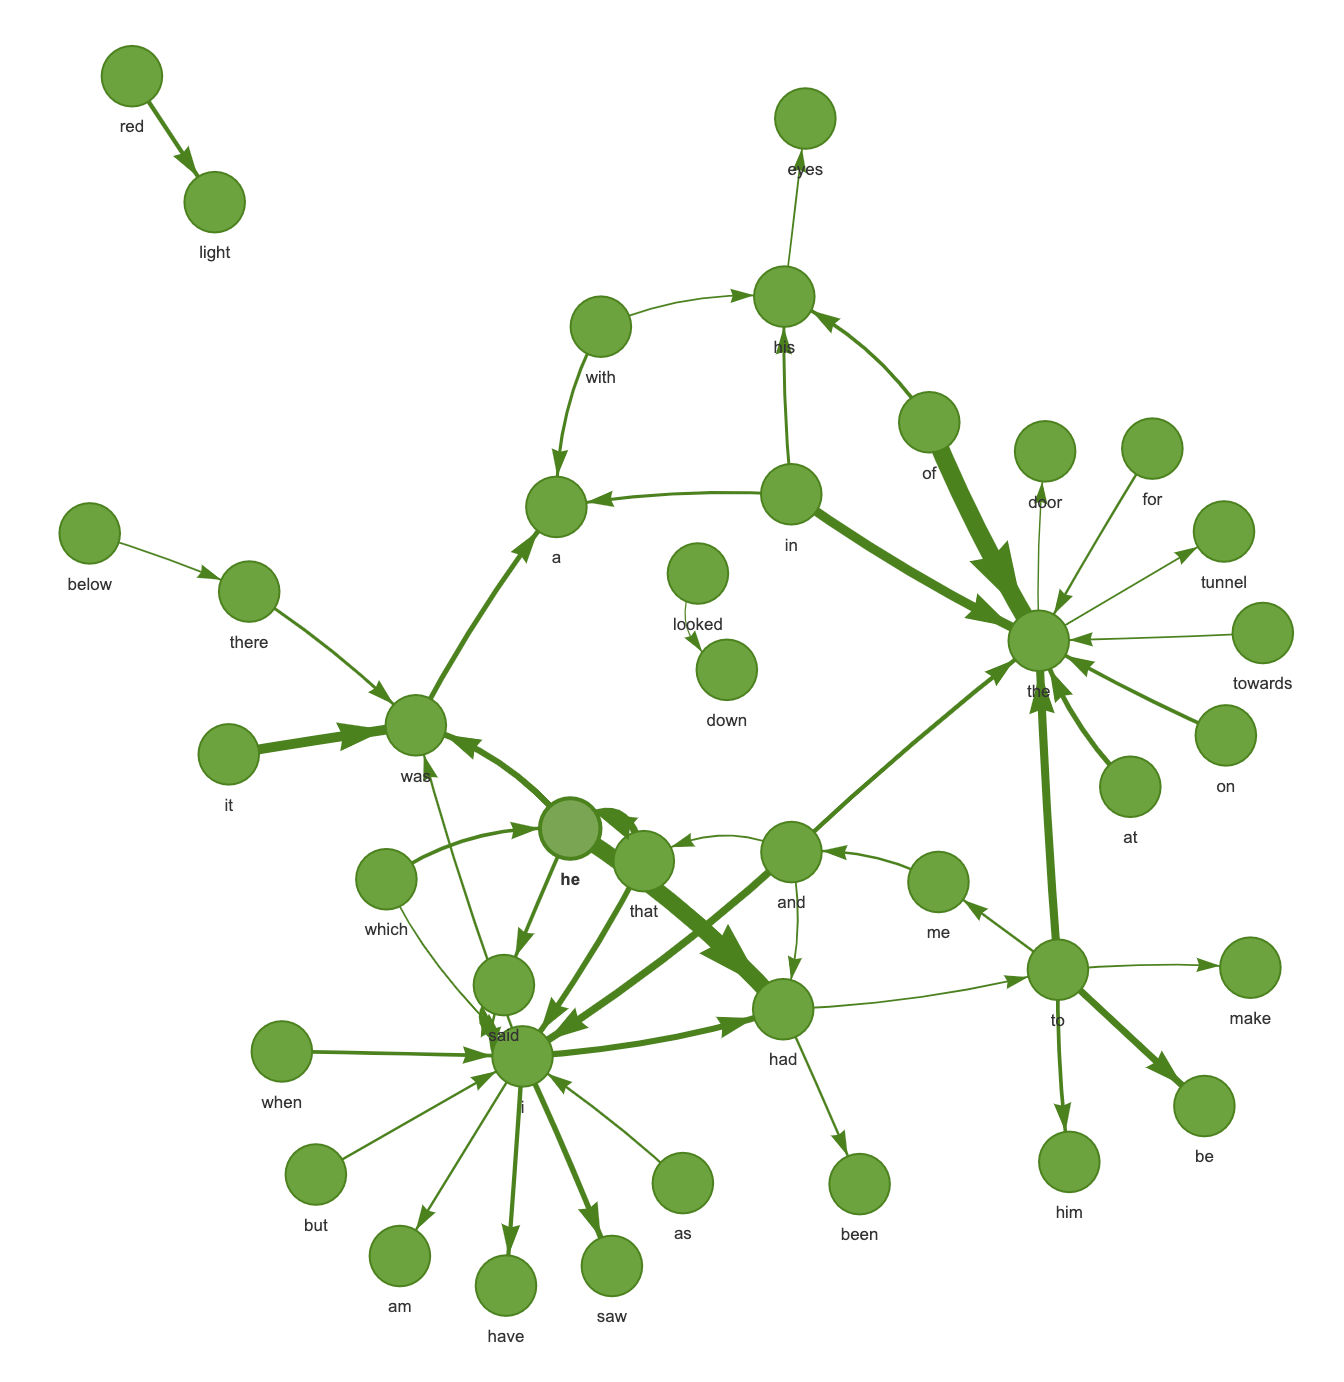 red
eyes
light
his
with
of
door
for
in
a
tunnel
below
looked
there
towards
the
down
was
on
it
at
he
and
that
which
me
to
make
said
had
when
i
be
him
but
as
been
am
saw
have